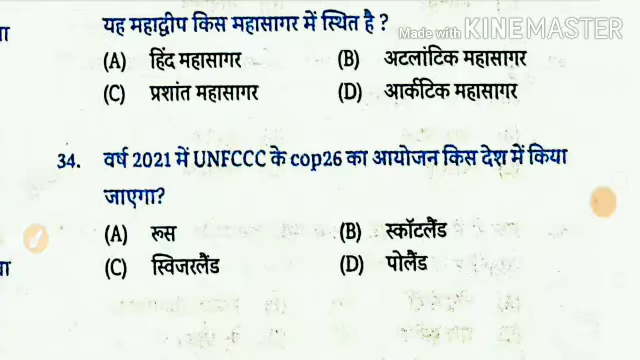 यह महाद्वीप किस महासागर में स्थित है ?
Made with KINEMASTER
(A) हिंद महासागर (B) अटलांटिक महासागर
(C) प्रशांत महासागर (D) आर्कटिक महासागर
34. वर्ष 2021 में UNFCCC के cop26 का आयोजन किस देश में किया
जाएगा?
(A) रूस (B) स्कॉटलैंड
(C) स्विजरलैंड (D) पोलैंड